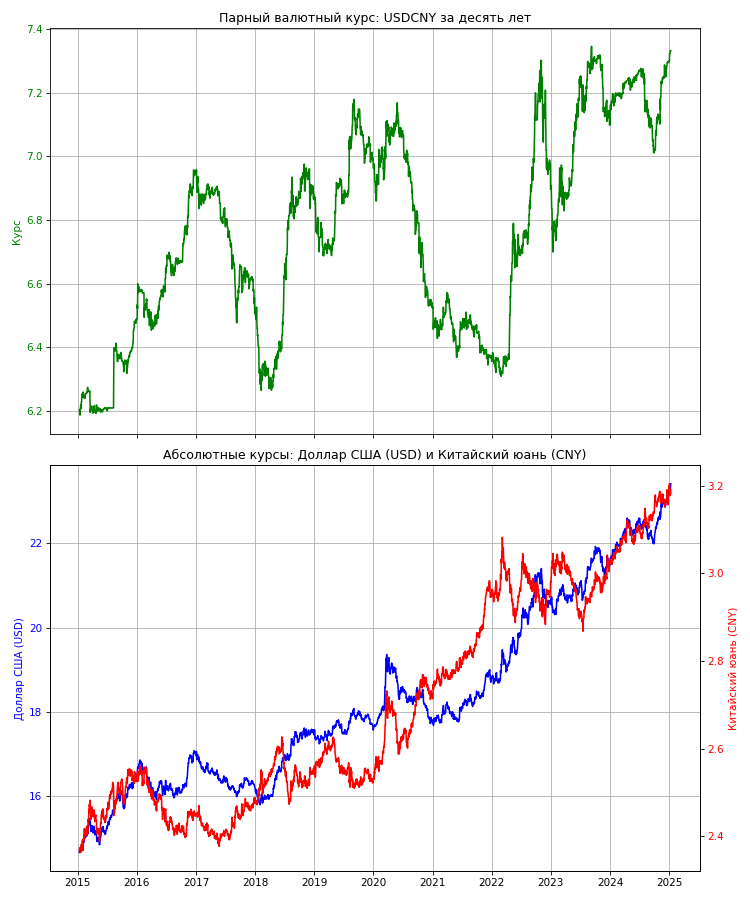 Парный валютный курс: USDCNY за десять лет
7.4
7.2
7.0
6.8
6.6
6.4
6.2
Курс
Абсолютные курсы: Доллар США (USD) и Китайский юань (CNY)
22
20
18
16
Доллар США (USD)
3.2
3.0
2.8
2.6
2.4
Китайский юань (CNY)
2015 2016 2017 2018 2019 2020 2021 2022 2023 2024 2025